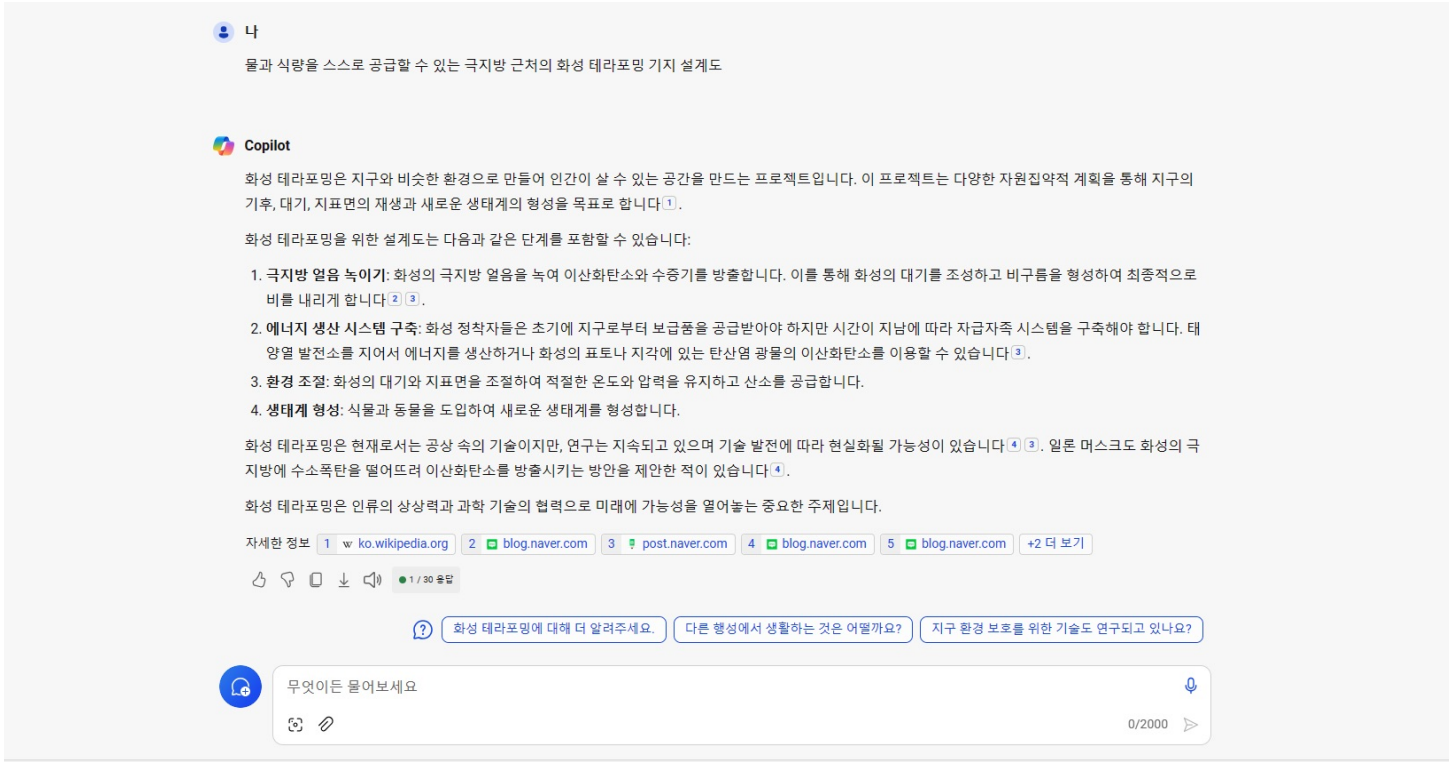 나
물과 식량을 스스로 공급할 수 있는 극지방 근처의 화성 테라포밍 기지 설계도
Copilot
화성 테라포밍은 지구와 비슷한 환경으로 만들어 인간이 살 수 있는 공간을 만드는 프로젝트입니다. 이 프로젝트는 다양한 자원집약적 계획을 통해 지구의
기후, 대기, 지표면의 재생과 새로운 생태계의 형성을 목표로 합니다 1 .
화성 테라포밍을 위한 설계도는 다음과 같은 단계를 포함할 수 있습니다:
1. 극지방 얼음 녹이기: 화성의 극지방 얼음을 녹여 이산화탄소와 수증기를 방출합니다. 이를 통해 화성의 대기를 조성하고 비구름을 형성하여 최종적으로
비를 내리게 합니다 2 3 .
2. 에너지 생산 시스템 구축: 화성 정착자들은 초기에 지구로부터 보급품을 공급받아야 하지만 시간이 지남에 따라 자급자족 시스템을 구축해야 합니다. 태
양열 발전소를 지어서 에너지를 생산하거나 화성의 표토나 지각에 있는 탄산염 광물의 이산화탄소를 이용할 수 있습니다 3 .
3. 환경 조절: 화성의 대기와 지표면을 조절하여 적절한 온도와 압력을 유지하고 산소를 공급합니다.
4. 생태계 형성: 식물과 동물을 도입하여 새로운 생태계를 형성합니다.
화성 테라포밍은 현재로서는 공상 속의 기술이지만, 연구는 지속되고 있으며 기술 발전에 따라 현실화될 가능성이 있습니다 4 3 . 일론 머스크도 화성의 극
지방에 수소폭탄을 떨어뜨려 이산화탄소를 방출시키는 방안을 제안한 적이 있습니다 4 .
화성 테라포밍은 인류의 상상력과 과학 기술의 협력으로 미래에 가능성을 열어놓는 중요한 주제입니다.
자세한 정보 1 W ko.wikipedia.org 2 blog.naver.com 3 post.naver.com 4 blog.naver.com 5 blog.naver.com +2 더 보기
1 / 30 응답
화성 테라포밍에 대해 더 알려주세요. 다른 행성에서 생활하는 것은 어떨까요? 지구 환경 보호를 위한 기술도 연구되고 있나요?
무엇이든 물어보세요
0/2000